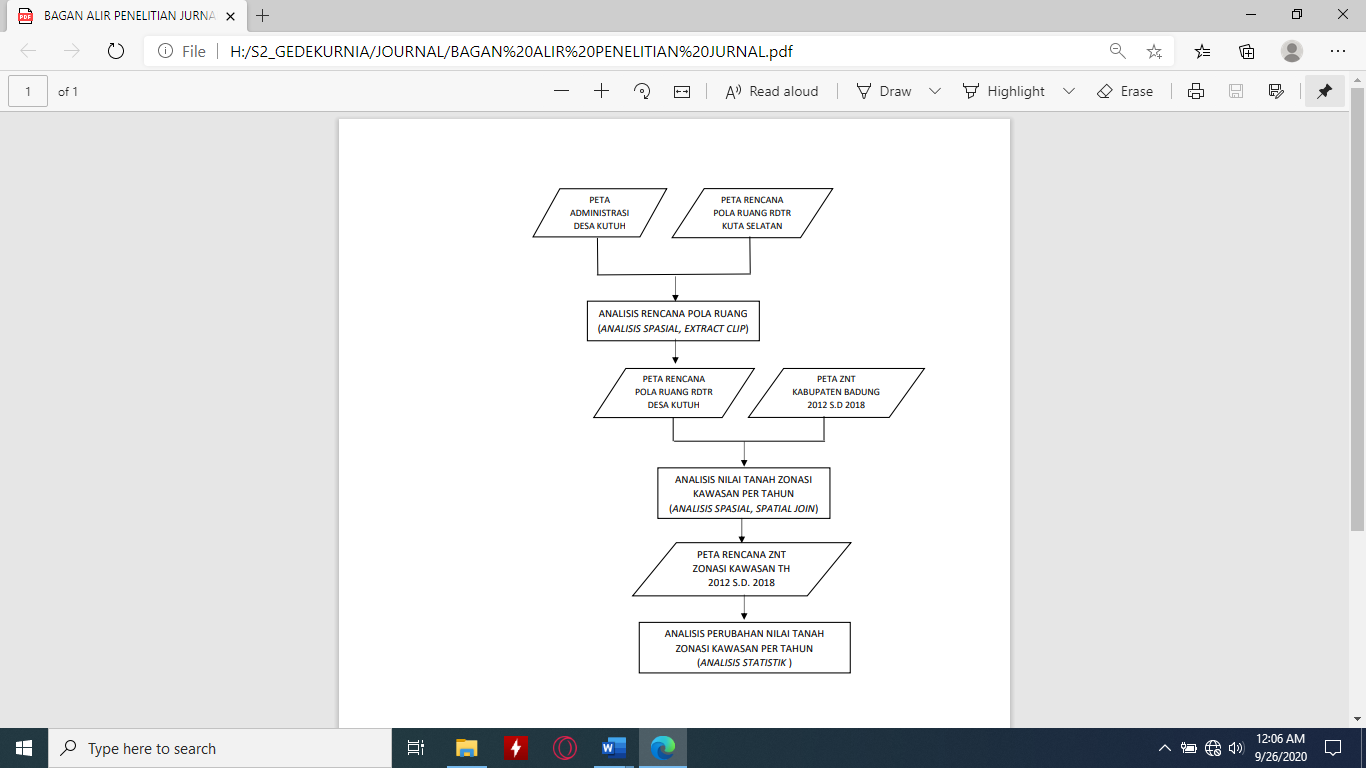 BAGAN ALIR PENELITIAN JURNA
File
H:/S2_GEDEKURNIA/JOURNAL/BAGAN%20ALIR%20PENELITIAN%20JURNAL.pdf
1 of 1
Read aloud
Draw
Highlight
Erase
PETA
ADMINISTRASI
DESA KUTUH
PETA RENCANA
POLA RUANG RDTR
KUTA SELATAN
ANALISIS RENCANA POLA RUANG
(ANALISIS SPASIAL, EXTRACT CLIP)
PETA RENCANA
POLA RUANG RDTR
DESA KUTUH
PETA ZNT
KABUPATEN BADUNG
2012 S.D 2018
ANALISIS NILAI TANAH ZONASI
KAWASAN PER TAHUN
(ANALISIS SPASIAL, SPATIAL JOIN)
PETA RENCANA ZNT
ZONASI KAWASAN TH
2012 S.D. 2018
ANALISIS PERUBAHAN NILAI TANAH
ZONASI KAWASAN PER TAHUN
(ANALISIS STATISTIK )
Type here to search
12:06 AM
9/26/2020